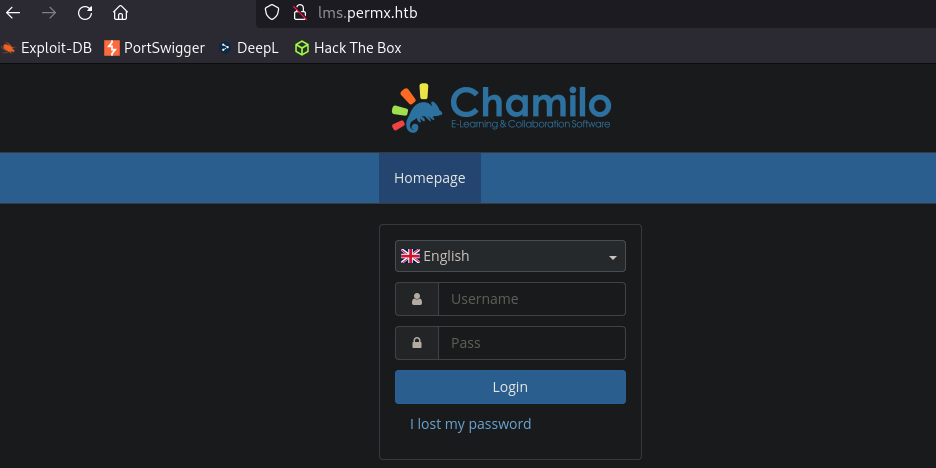 lms.permx.htb
Exploit-DB PortSwigger DeepL Hack The Box
Chamilo
E-Learning & Collaboration Software
Homepage
English
Username
Pass
Login
I lost my password